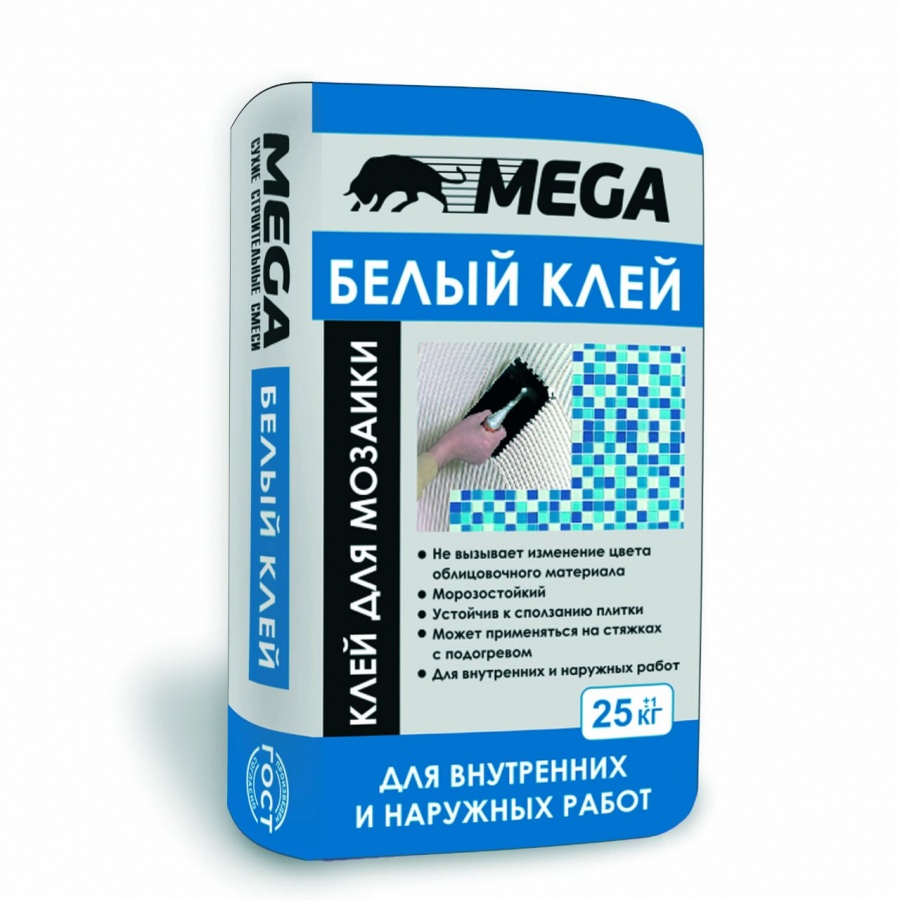 MEGA
БЕЛЫЙ КЛЕЙ
КЛЕЙ ДЛЯ МОЗАИКИ
● Не вызывает изменение цвета
облицовочного материала
● Морозостойкий
● Устойчив к сползанию плитки
● Может применяться на стяжках
с подогревом
● Для внутренних и наружных работ
25 ±1 КГ
ДЛЯ ВНУТРЕННИХ
И НАРУЖНЫХ РАБОТ
MEGA
СУХИЕ СТРОИТЕЛЬНЫЕ СМЕСИ
БЕЛЫЙ КЛЕЙ
ГОСТ